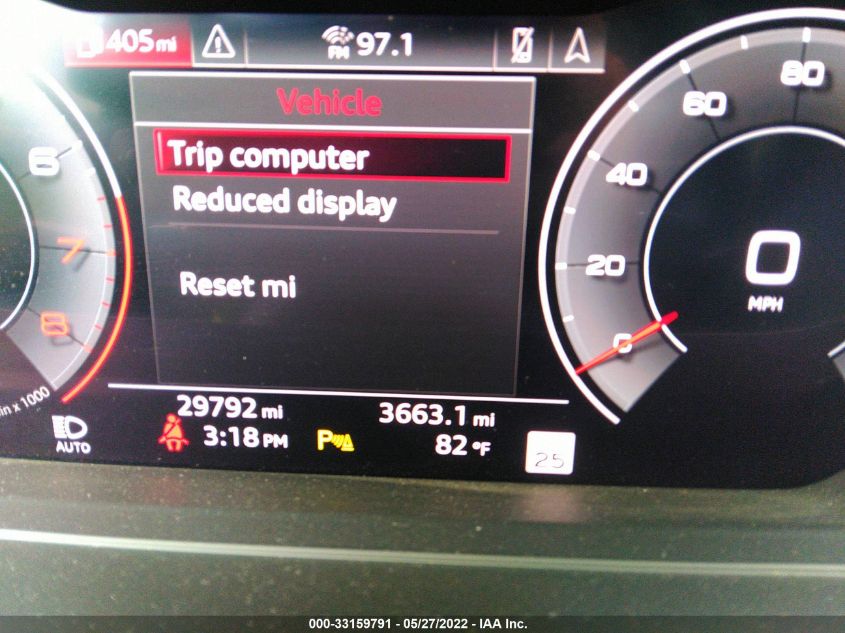 405 mi
FM 97.1
Vehicle
Trip computer
Reduced display
Reset mi
6
7
8
x 1000
0
20
40
60
80
0
MPH
29792 mi
3663.1 mi
AUTO
3:18 PM
P
82 °F
25
000-33159791 - 05/27/2022 - IAA Inc.